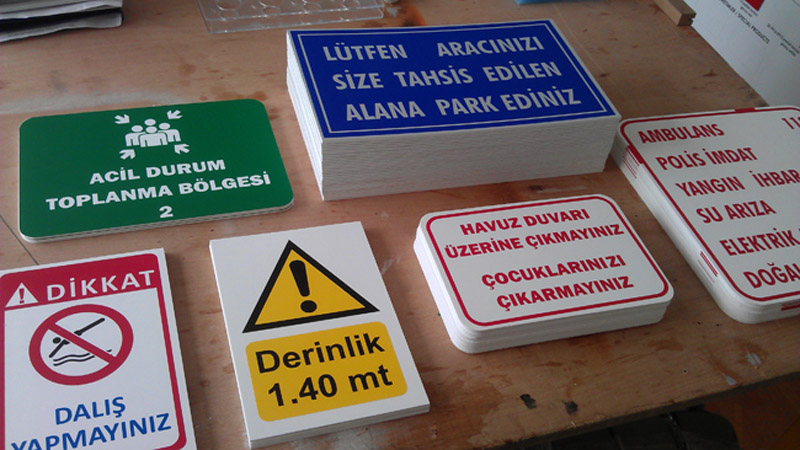 LÜTFEN ARACINIZI
SİZE TAHSİS EDİLEN
ALANA PARK EDİNİZ
ACİL DURUM
TOPLANMA BÖLGESİ
2
AMBULANS 11
POLİS İMDAT
YANGIN İHBAR
SU ARIZA
ELEKTRİK
DOĞAL
HAVUZ DUVARI
ÜZERİNE ÇIKMAYINIZ
ÇOCUKLARINIZI
ÇIKARMAYINIZ
DİKKAT
DALIŞ
YAPMAYINIZ
Derinlik
1.40 mt